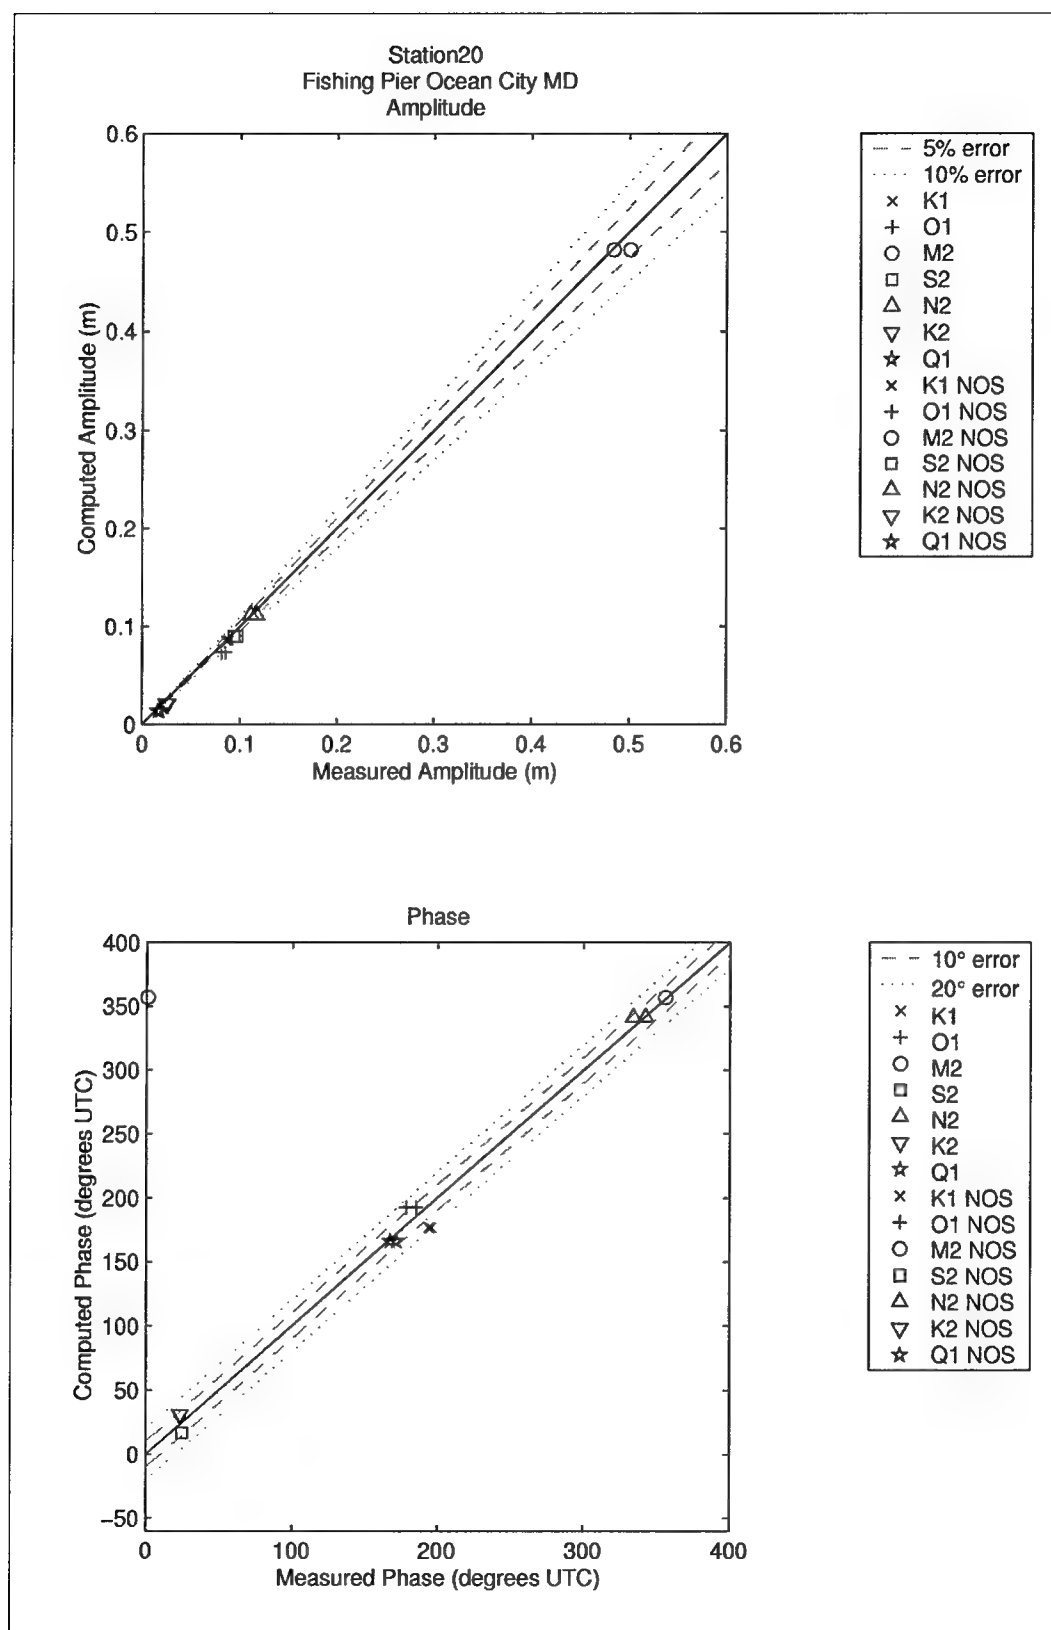 Station20
Fishing Pier Ocean City MD
Amplitude
0.6
0.5
0.4
0.3
0.2
0.1
0
Computed Amplitude (m)
0 0.1 0.2 0.3 0.4 0.5 0.6
Measured Amplitude (m)
5% error
10% error
K1
O1
M2
S2
N2
K2
Q1
K1 NOS
O1 NOS
M2 NOS
S2 NOS
N2 NOS
K2 NOS
Q1 NOS
Phase
400
350
300
250
200
150
100
50
0
−50
Computed Phase (degrees UTC)
0 100 200 300 400
Measured Phase (degrees UTC)
10° error
20° error
K1
O1
M2
S2
N2
K2
Q1
K1 NOS
O1 NOS
M2 NOS
S2 NOS
N2 NOS
K2 NOS
Q1 NOS